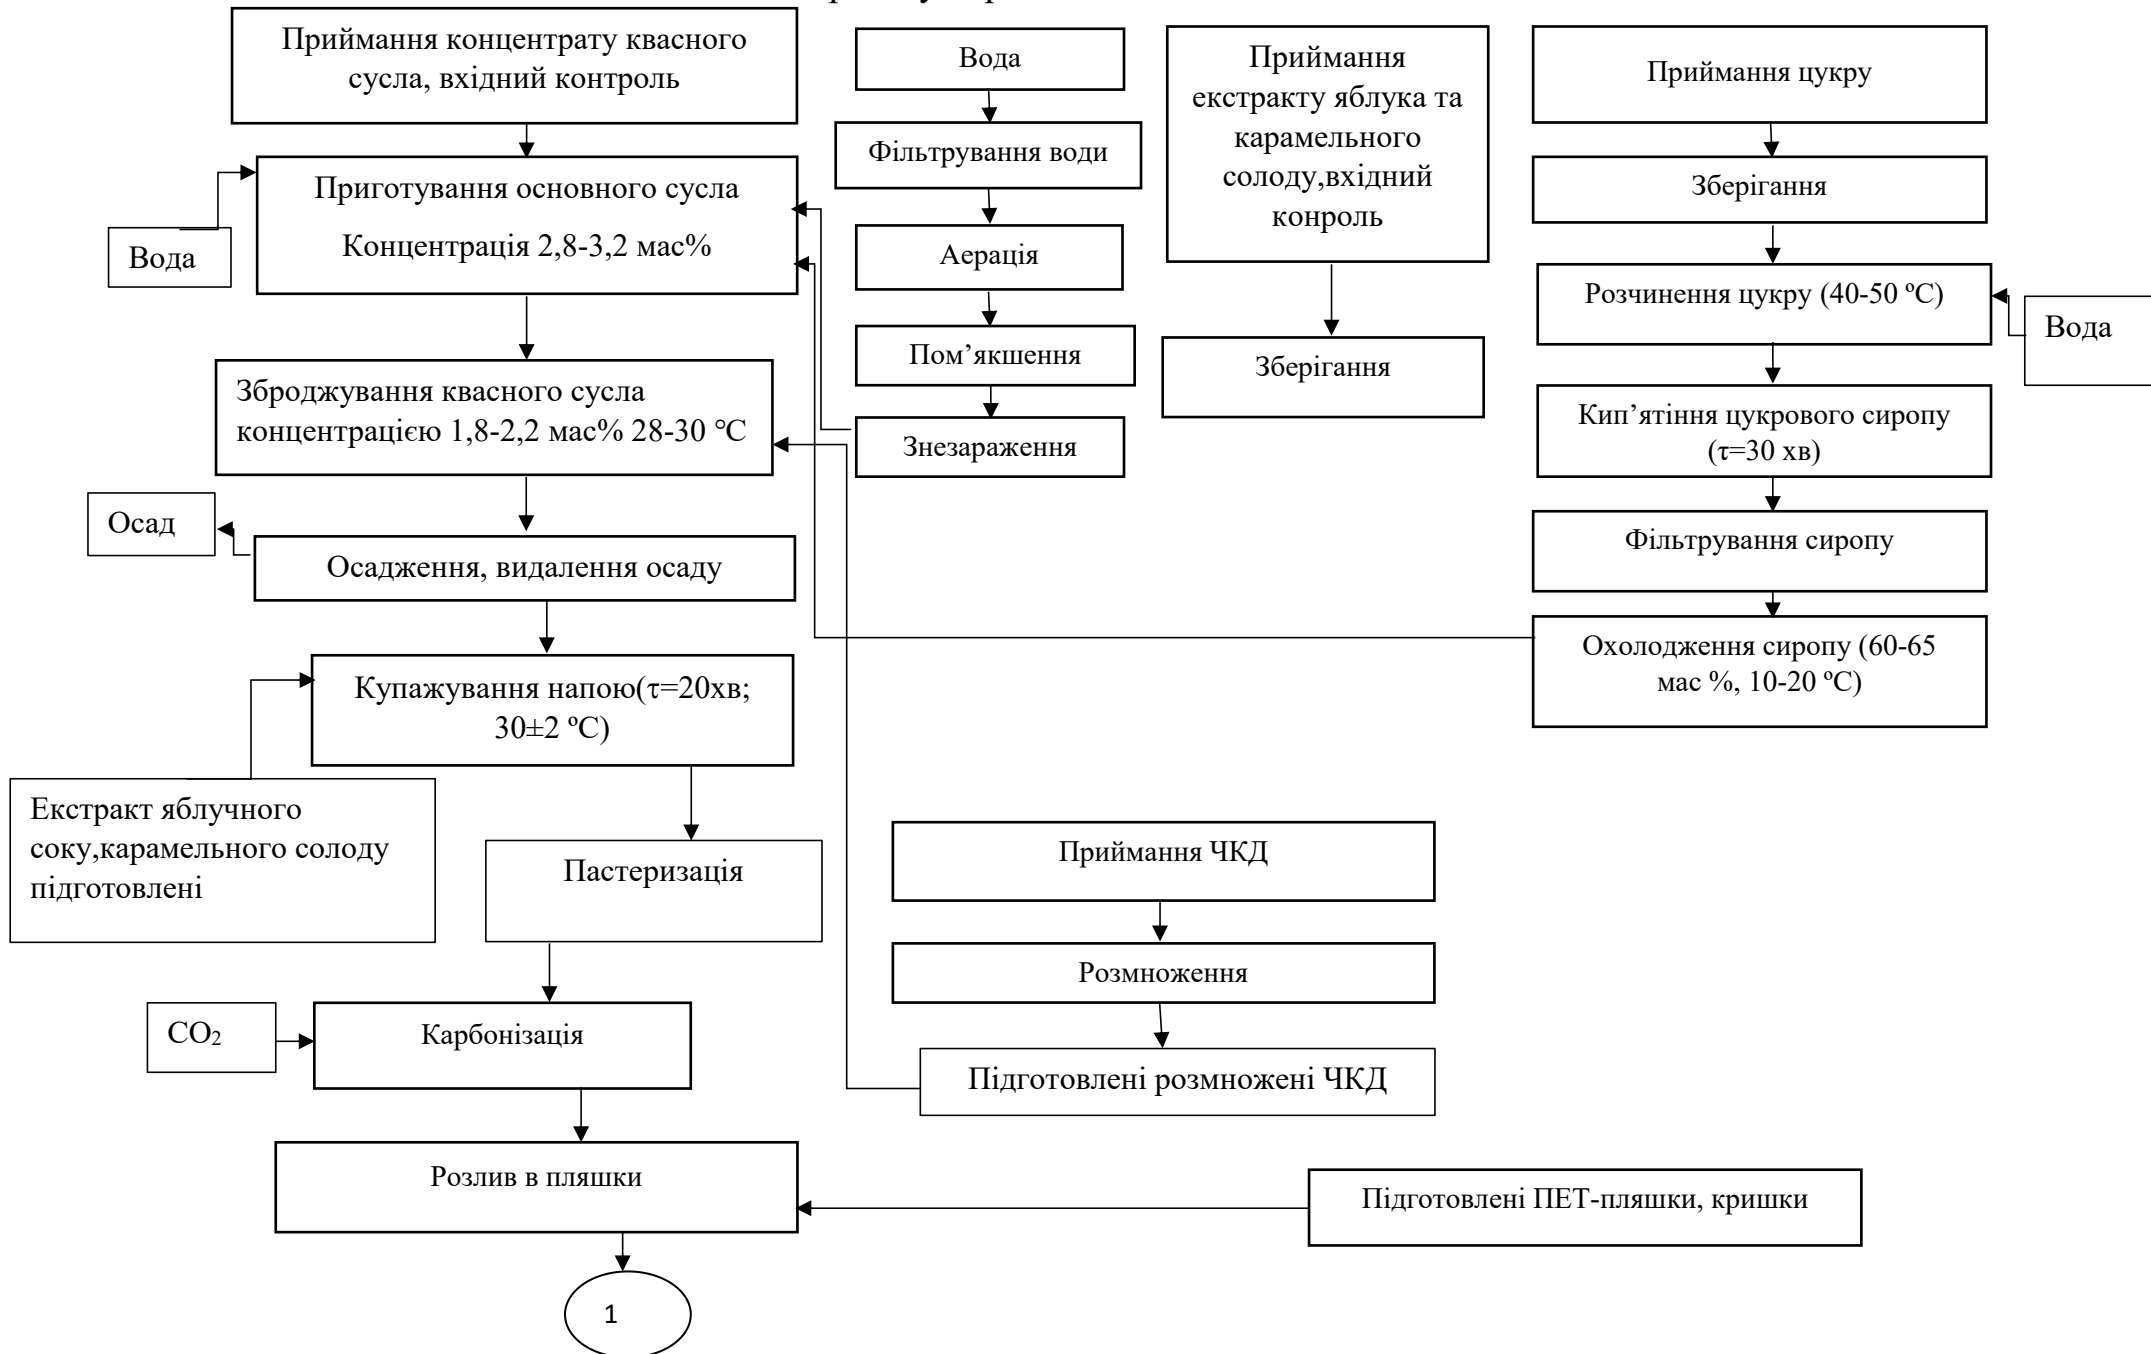 Приймання концентрату квасного
сусла, вхідний контроль
Вода
Приготування основного сусла
Концентрація 2,8-3,2 мас%
Зброджування квасного сусла
концентрацією 1,8-2,2 мас% 28-30 °С
Осад
Осадження, видалення осаду
Купажування напою(τ=20хв;
30±2 ºС)
Екстракт яблучного
соку,карамельного солоду
підготовлені
Пастеризація
СО₂
Карбонізація
Розлив в пляшки
1
Вода
Фільтрування води
Аерація
Пом’якшення
Знезараження
Приймання
екстракту яблука та
карамельного
солоду,вхідний
конроль
Зберігання
Приймання цукру
Зберігання
Розчинення цукру (40-50 ºС)
Вода
Кип’ятіння цукрового сиропу
(τ=30 хв)
Фільтрування сиропу
Охолодження сиропу (60-65
мас %, 10-20 ºС)
Приймання ЧКД
Розмноження
Підготовлені розмножені ЧКД
Підготовлені ПЕТ-пляшки, кришки